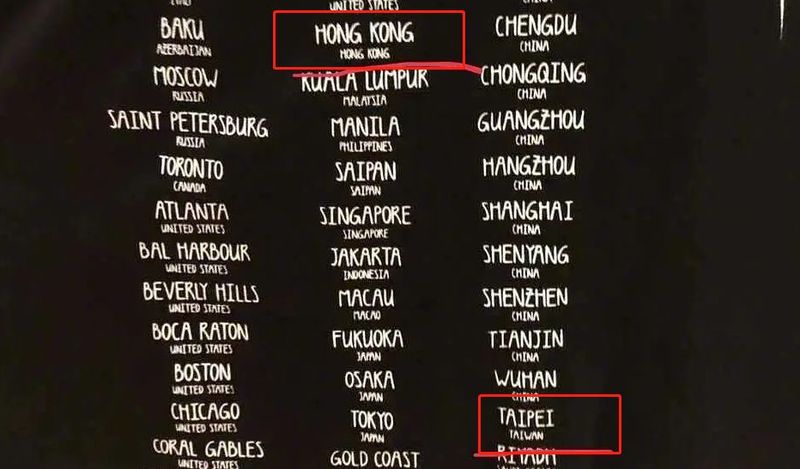 ITALY
BAKU
AZERBAIJAN
MOSCOW
RUSSIA
SAINT PETERSBURG
RUSSIA
TORONTO
CANADA
ATLANTA
UNITED STATES
BAL HARBOUR
UNITED STATES
BEVERLY HILLS
UNITED STATES
BOCA RATON
UNITED STATES
BOSTON
UNITED STATES
CHICAGO
UNITED STATES
CORAL GABLES
UNITED STATES
UNITED STATES
HONG KONG
HONG KONG
KUALA LUMPUR
MALAYSIA
MANILA
PHILIPPINES
SAIPAN
SAIPAN
SINGAPORE
SINGAPORE
JAKARTA
INDONESIA
MACAU
MACAO
FUKUOKA
JAPAN
OSAKA
JAPAN
TOKYO
JAPAN
GOLD COAST
CHINA
CHENGDU
CHINA
CHONGQING
CHINA
GUANGZHOU
CHINA
HANGZHOU
CHINA
SHANGHAI
CHINA
SHENYANG
CHINA
SHENZHEN
CHINA
TIANJIN
CHINA
WUHAN
CHINA
TAIPEI
TAIWAN
RIYADH